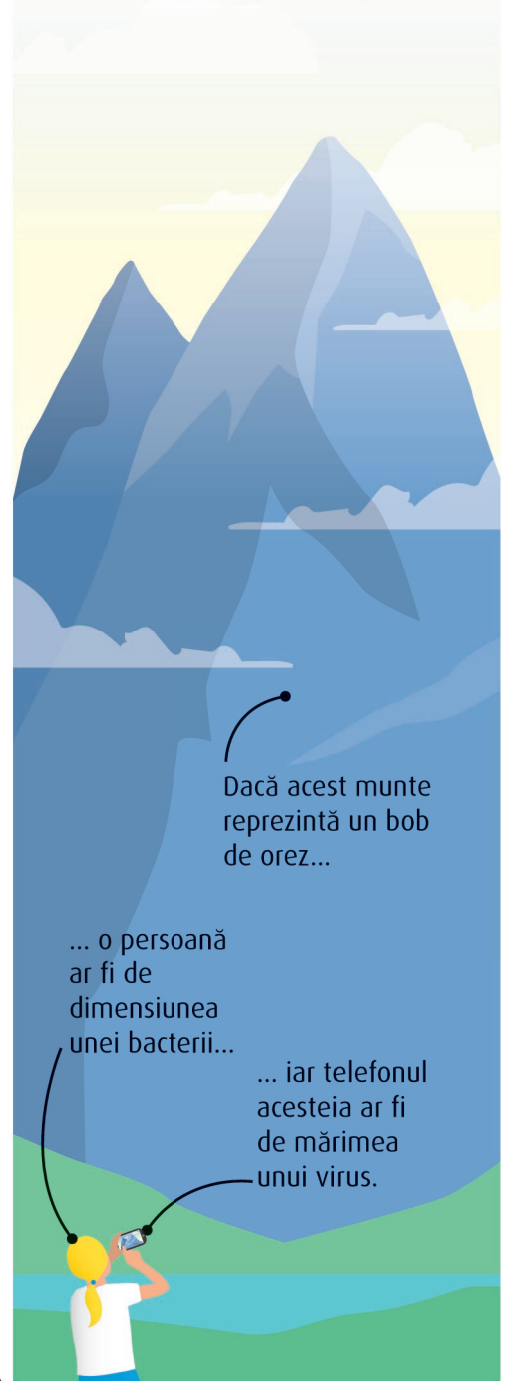 Dacă acest munte
reprezintă un bob
de orez...
... o persoană
ar fi de
dimensiunea
unei bacterii...
... iar telefonul
acesteia ar fi
de mărimea
unui virus.